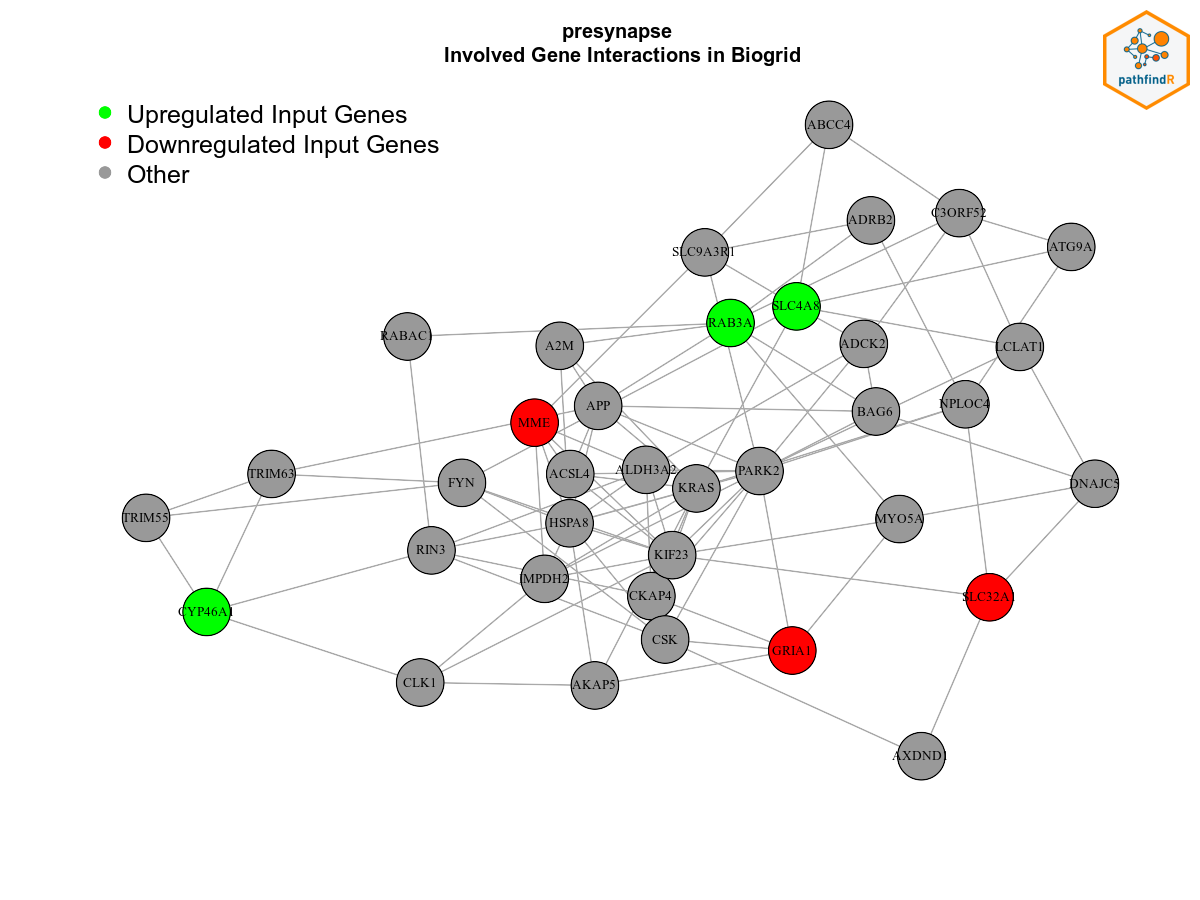 presynapse
Involved Gene Interactions in Biogrid
pathfindR
Upregulated Input Genes
Downregulated Input Genes
Other
ABCC4
ADRB2
C3ORF52
ATG9A
SLC9A3R1
SLC4A8
RAB3A
RABAC1
A2M
ADCK2
LCLAT1
APP
MME
BAG6
NPLOC4
TRIM63
FYN
ACSL4
ALDH3A2
KRAS
PARK2
DNAJC5
TRIM55
HSPA8
MYO5A
RIN3
KIF23
IMPDH2
CKAP4
SLC32A1
CYP46A1
CSK
GRIA1
CLK1
AKAP5
AXDND1